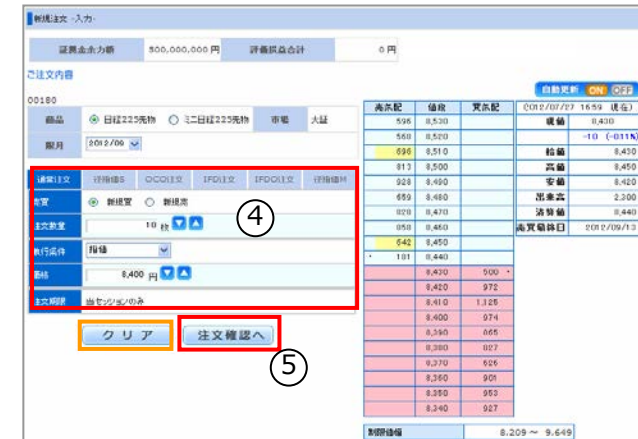 新規注文 -入力-
証拠金余力額 500,000,000 円 評価損益合計 0 円
ご注文内容
自動更新 ON OFF
00180
商品 日経225先物 ミニ日経225先物 市場 大証
限月 2012/09
通常注文 逆指値S OCO注文 IFD注文 IFDO注文 逆指値M
売買 新規買 新規売
④
注文数量 10 枚
執行条件 指値
価格 8,400 円
注文期限 当セッションのみ
クリア 注文確認へ
⑤
売気配 値段 買気配
596 8,530
568 8,520
696 8,510
813 8,500
928 8,490
659 8,480
828 8,470
858 8,460
642 8,450
181 8,440
8,430 500
8,420 972
8,410 1,125
8,400 974
8,390 865
8,380 827
8,370 626
8,360 901
8,350 953
8,340 927
(2012/07/27 16:59 現在)
現値 8,430
-10 (-0.11%)
始値 8,430
高値 8,450
安値 8,420
出来高 2,300
清算値 8,440
売買最終日 2012/09/13
制限値幅 8,209 ～ 9,649